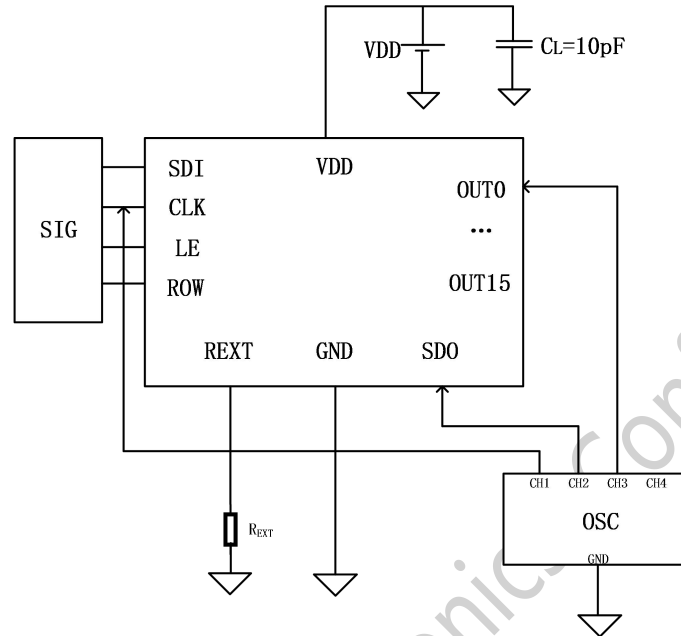 VDD
CL=10pF
SDI
VDD
CLK
OUT0
SIG
...
LE
ROW
OUT15
REXT
GND
SDO
CH1
CH2
CH3
CH4
OSC
REXT
GND